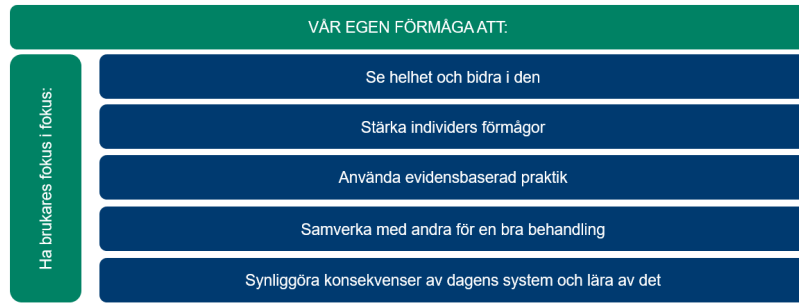 VÅR EGEN FÖRMÅGA ATT:
Ha brukares fokus i fokus:
Se helhet och bidra i den
Stärka individers förmågor
Använda evidensbaserad praktik
Samverka med andra för en bra behandling
Synliggöra konsekvenser av dagens system och lära av det